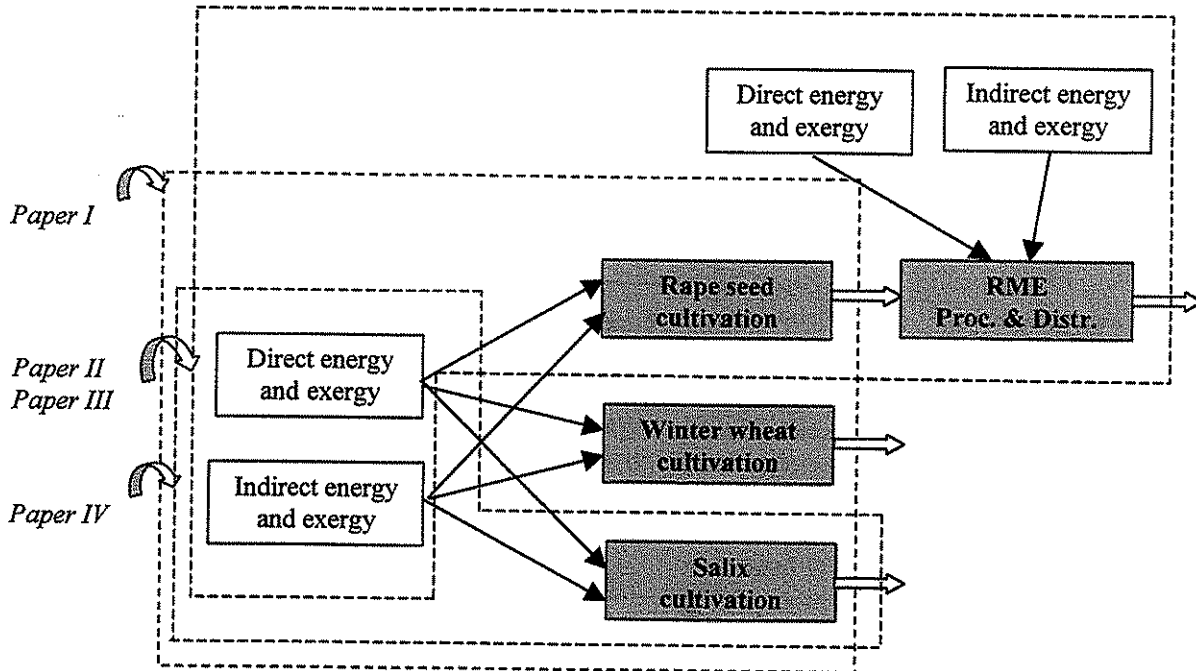 Direct energy
and exergy
Indirect energy
and exergy
Paper I
Rape seed
cultivation
RME
Proc. & Distr.
Paper II
Paper III
Direct energy
and exergy
Winter wheat
cultivation
Paper IV
Indirect energy
and exergy
Salix
cultivation